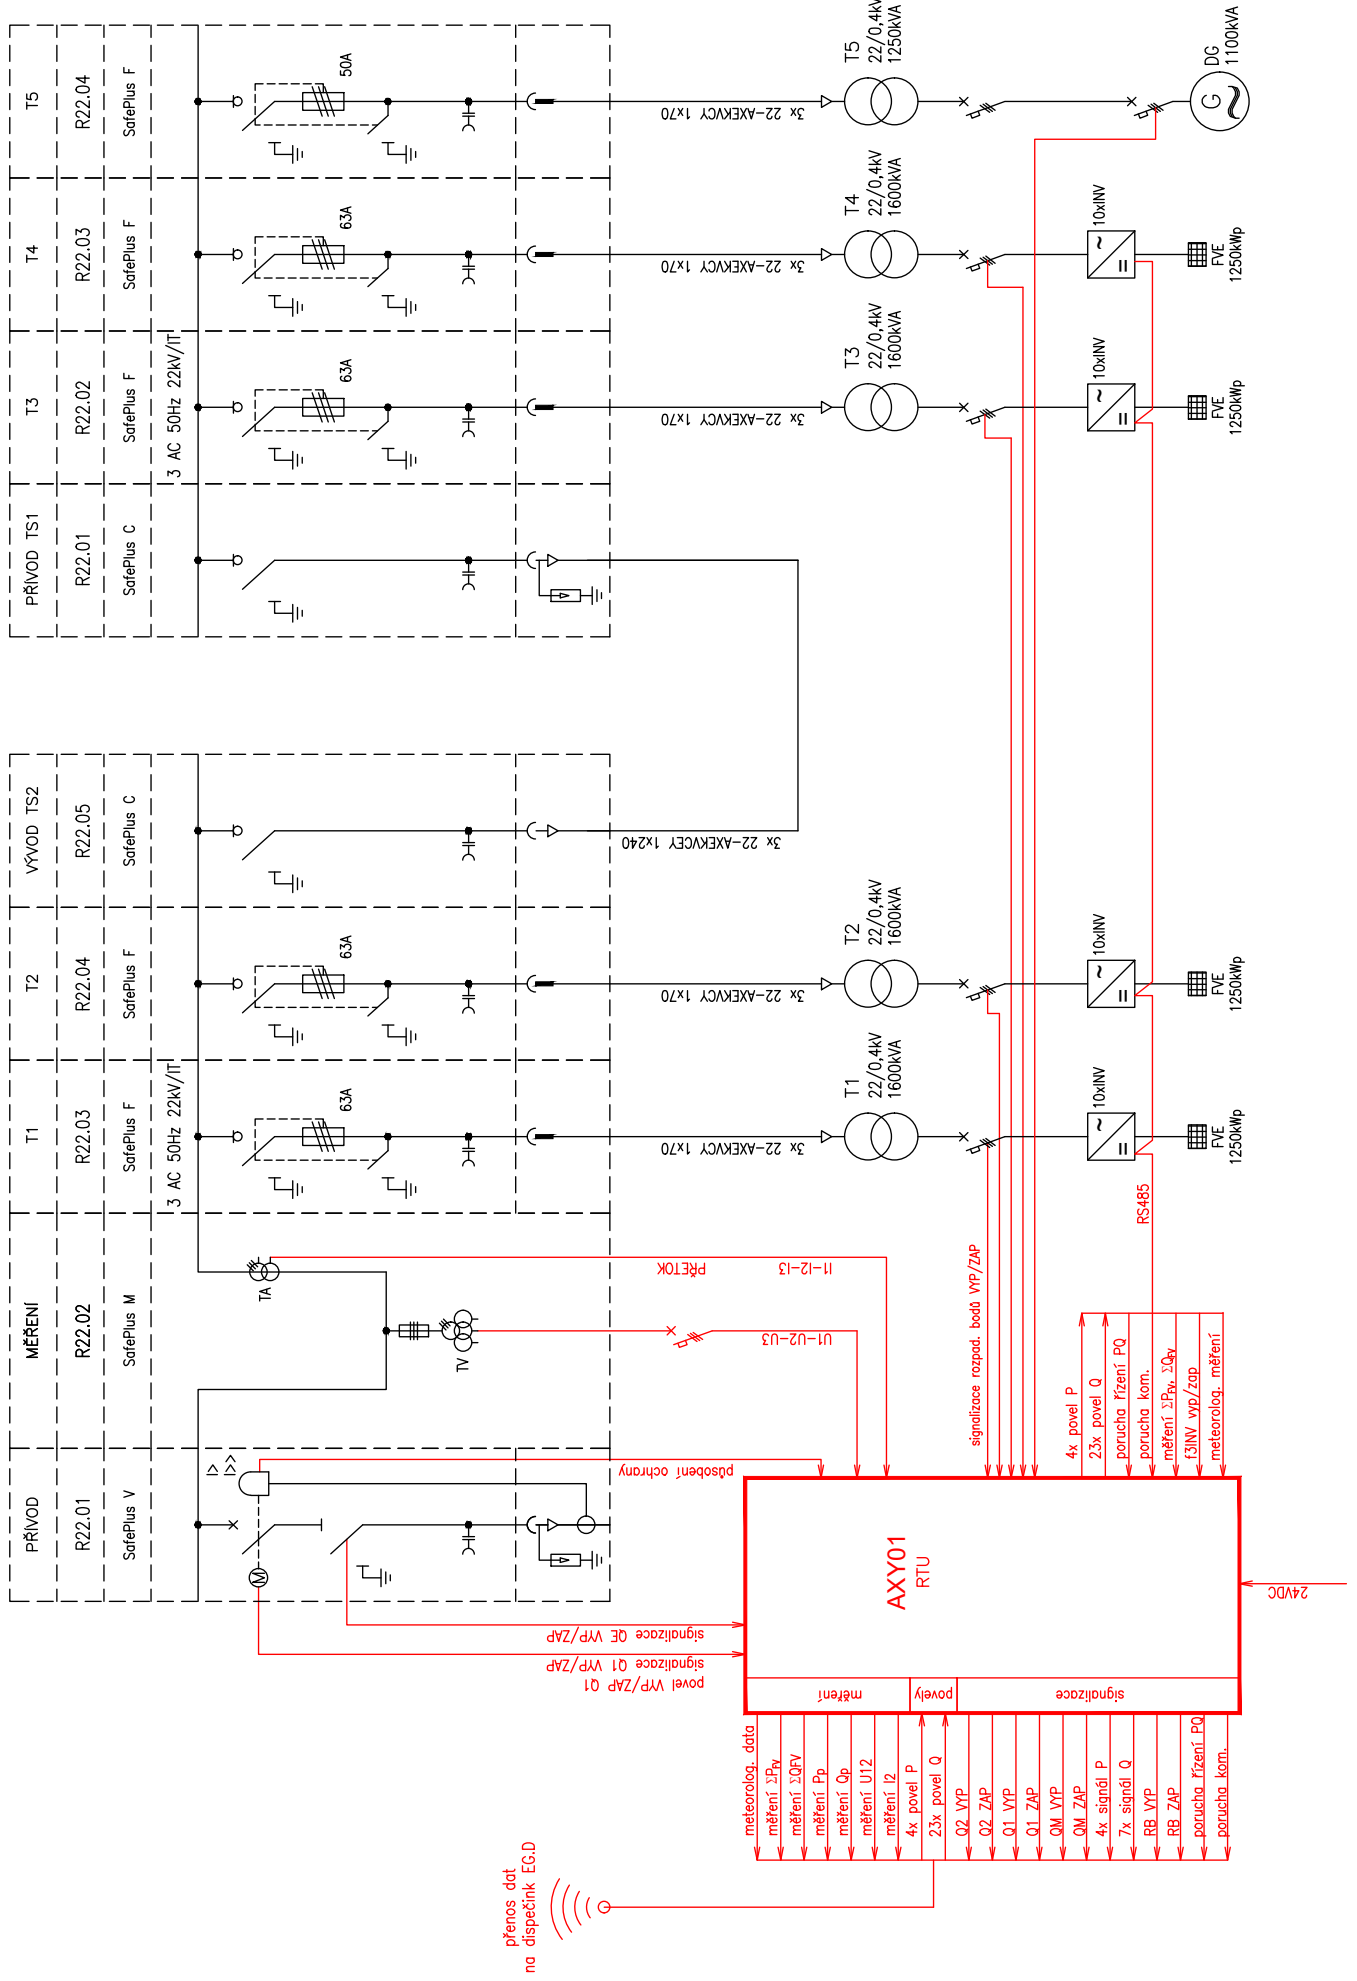 PŘÍVOD
R22.01
SafePlus V
MĚŘENÍ
R22.02
SafePlus M
T1
R22.03
SafePlus F
T2
R22.04
SafePlus F
VÝVOD TS2
R22.05
SafePlus C
PŘÍVOD TS1
R22.01
SafePlus C
T3
R22.02
SafePlus F
T4
R22.03
SafePlus F
T5
R22.04
SafePlus F
3 AC 50Hz 22kV/IT
3 AC 50Hz 22kV/IT
M
I>
I>>
TA
TV
63A
63A
63A
63A
50A
3x 22-AXEKVCY 1x70
3x 22-AXEKVCY 1x70
3x 22-AXEKVCEY 1x240
3x 22-AXEKVCY 1x70
3x 22-AXEKVCY 1x70
3x 22-AXEKVCY 1x70
T1
22/0,4kV
1600kVA
T2
22/0,4kV
1600kVA
T3
22/0,4kV
1600kVA
T4
22/0,4kV
1600kVA
T5
22/0,4kV
1250kVA
10xINV
10xINV
10xINV
10xINV
FVE
1250kWp
FVE
1250kWp
FVE
1250kWp
FVE
1250kWp
G
DG
1100kVA
PŘETOK
I1-I2-I3
U1-U2-U3
působení ochrany
signalizace QE VYP/ZAP
signalizace Q1 VYP/ZAP
povel VYP/ZAP Q1
signalizace rozpad. bodů VYP/ZAP
RS485
4x povel P
23x povel Q
porucha řízení PQ
porucha kom.
měření ΣPFV, ΣQFV
f3INV vyp/zap
meteorolog. měření
AXY01
RTU
24VDC
měření
povely
signalizace
meteorolog. data
měření ΣPFV
měření ΣQFV
měření Pp
měření Qp
měření U12
měření I2
4x povel P
23x povel Q
Q2 VYP
Q2 ZAP
Q1 VYP
Q1 ZAP
QM VYP
QM ZAP
4x signál P
7x signál Q
RB VYP
RB ZAP
porucha řízení PQ
porucha kom.
přenos dat
na dispečink EG.D